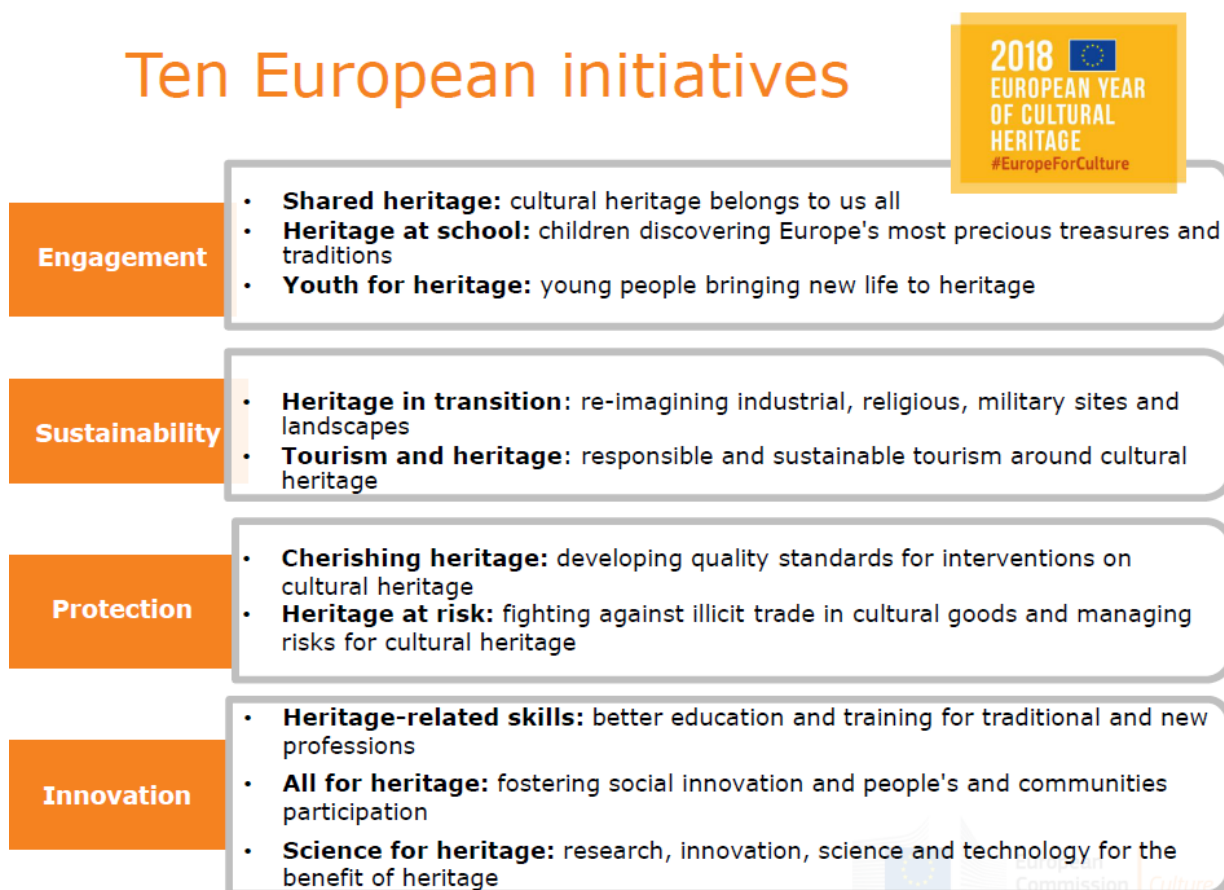 Ten European initiatives
2018
EUROPEAN YEAR
OF CULTURAL
HERITAGE
#EuropeForCulture
Engagement
• Shared heritage: cultural heritage belongs to us all
• Heritage at school: children discovering Europe's most precious treasures and
traditions
• Youth for heritage: young people bringing new life to heritage
Sustainability
• Heritage in transition: re-imagining industrial, religious, military sites and
landscapes
• Tourism and heritage: responsible and sustainable tourism around cultural
heritage
Protection
• Cherishing heritage: developing quality standards for interventions on
cultural heritage
• Heritage at risk: fighting against illicit trade in cultural goods and managing
risks for cultural heritage
Innovation
• Heritage-related skills: better education and training for traditional and new
professions
• All for heritage: fostering social innovation and people's and communities
participation
• Science for heritage: research, innovation, science and technology for the
benefit of heritage
European
Commission
Culture